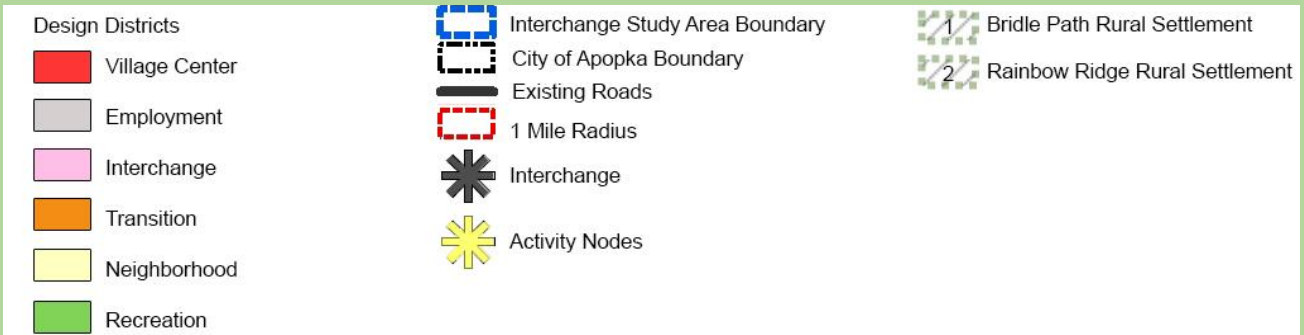 Design Districts
Village Center
Employment
Interchange
Transition
Neighborhood
Recreation
Interchange Study Area Boundary
City of Apopka Boundary
Existing Roads
1 Mile Radius
Interchange
Activity Nodes
1 Bridle Path Rural Settlement
2 Rainbow Ridge Rural Settlement